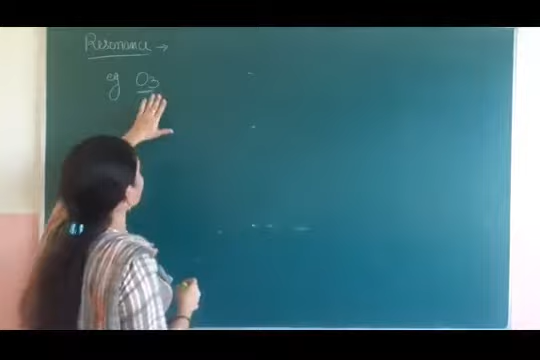 Resonance →
eg O3